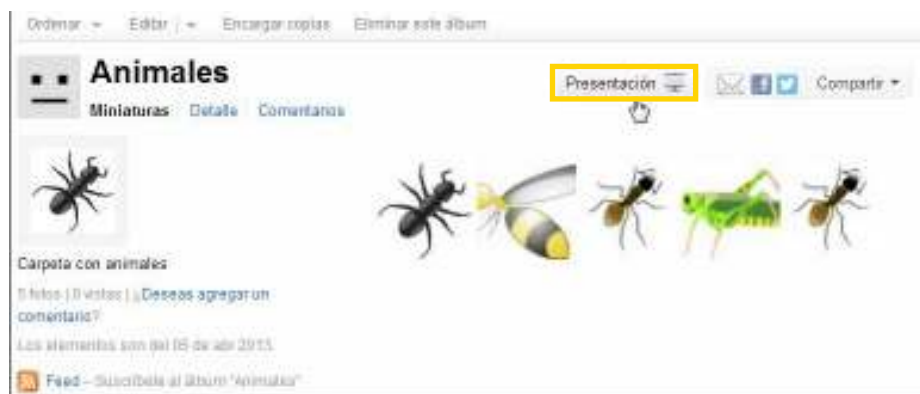 Ordenar Editar Encargar copias Eliminar este álbum
Animales
Presentación
Compartir
Miniaturas Detalle Comentarios
Carpeta con animales
5 fotos | 0 visitas | ¿Deseas agregar un
comentario?
Los elementos son del 05 de abr 2013.
Feed – Suscríbete al álbum "Animales"